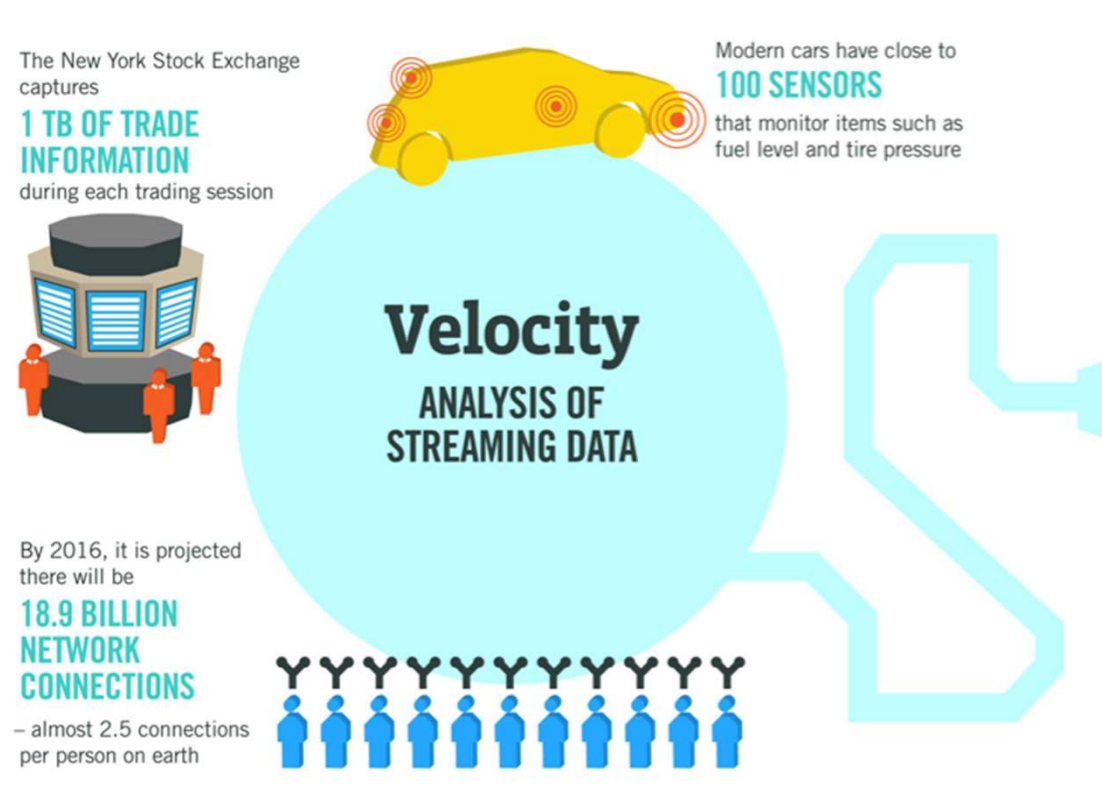 The New York Stock Exchange
captures
1 TB OF TRADE
INFORMATION
during each trading session
Modern cars have close to
100 SENSORS
that monitor items such as
fuel level and tire pressure
Velocity
ANALYSIS OF
STREAMING DATA
By 2016, it is projected
there will be
18.9 BILLION
NETWORK
CONNECTIONS
– almost 2.5 connections
per person on earth